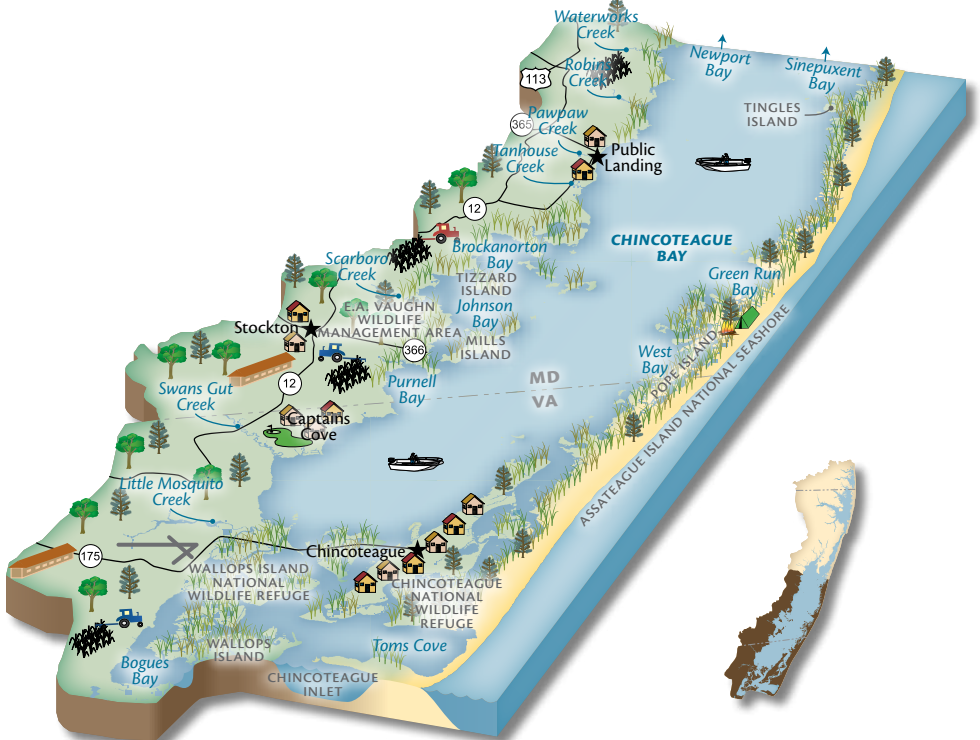 Waterworks
Creek
Newport
Bay
Sinepuxent
Bay
Robins
Creek
113
TINGLES
ISLAND
365
Pawpaw
Creek
Tanhouse
Creek
Public
Landing
12
CHINCOTEAGUE
BAY
Brockanorton
Bay
Scarboro
Creek
TIZZARD
ISLAND
Green Run
Bay
E.A. VAUGHN
WILDLIFE
MANAGEMENT AREA
Johnson
Bay
Stockton
MILLS
ISLAND
366
West
Bay
POPE ISLAND
ASSATEAGUE ISLAND NATIONAL SEASHORE
Purnell
Bay
MD
VA
12
Swans Gut
Creek
Captains
Cove
Little Mosquito
Creek
175
Chincoteague
WALLOPS ISLAND
NATIONAL
WILDLIFE REFUGE
CHINCOTEAGUE
NATIONAL
WILDLIFE
REFUGE
WALLOPS
ISLAND
Toms Cove
Bogues
Bay
CHINCOTEAGUE
INLET